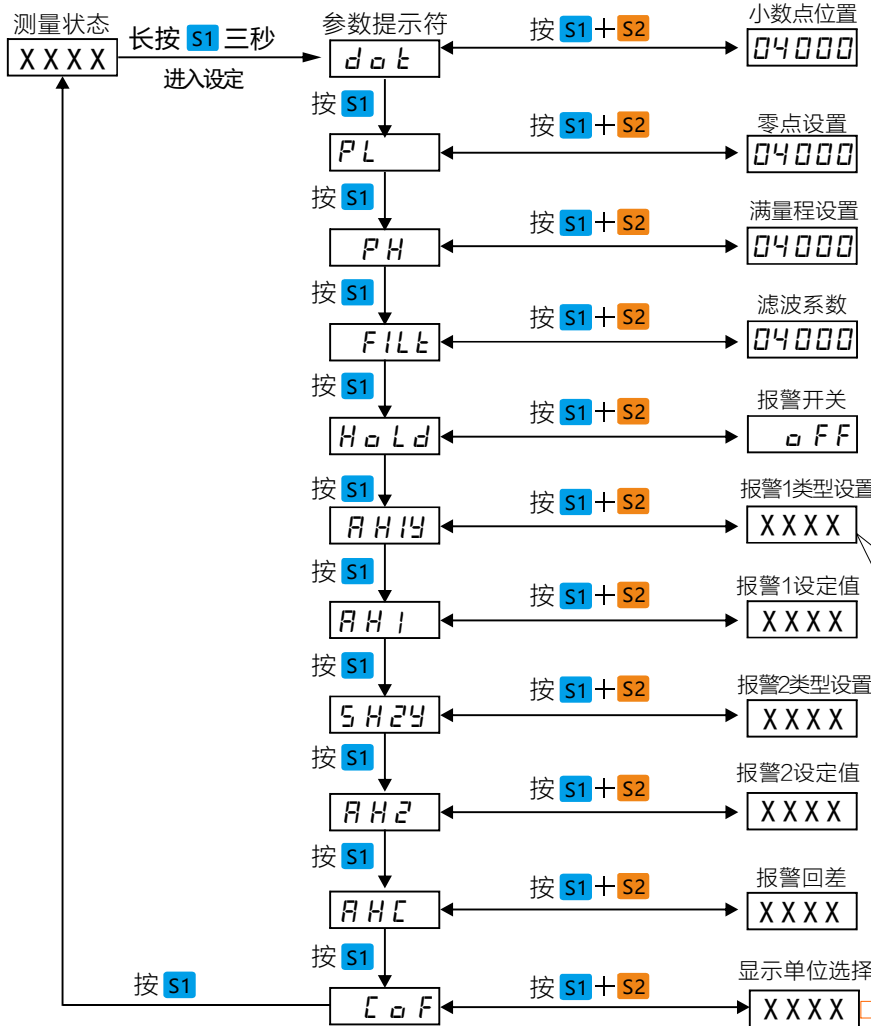 测量状态
XXXX
长按 S1 三秒
进入设定
参数提示符
dot
按 S1+S2
小数点位置
04000
按 S1
PL
按 S1+S2
零点设置
04000
按 S1
PH
按 S1+S2
满量程设置
04000
按 S1
FILt
按 S1+S2
滤波系数
04000
按 S1
HoLd
按 S1+S2
报警开关
oFF
按 S1
AH1Y
按 S1+S2
报警1类型设置
XXXX
按 S1
AH1
按 S1+S2
报警1设定值
XXXX
按 S1
SH2Y
按 S1+S2
报警2类型设置
XXXX
按 S1
AH2
按 S1+S2
报警2设定值
XXXX
按 S1
AHC
按 S1+S2
报警回差
XXXX
按 S1
CoF
按 S1+S2
显示单位选择
XXXX
按 S1